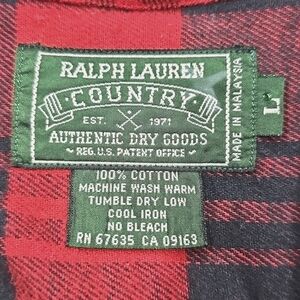 RALPH LAUREN
COUNTRY
EST. 1971
AUTHENTIC DRY GOODS
~ REG. U.S. PATENT OFFICE ~
MADE IN MALAYSIA
L
100% COTTON
MACHINE WASH WARM
TUMBLE DRY LOW
COOL IRON
NO BLEACH
RN 67635 CA 09163